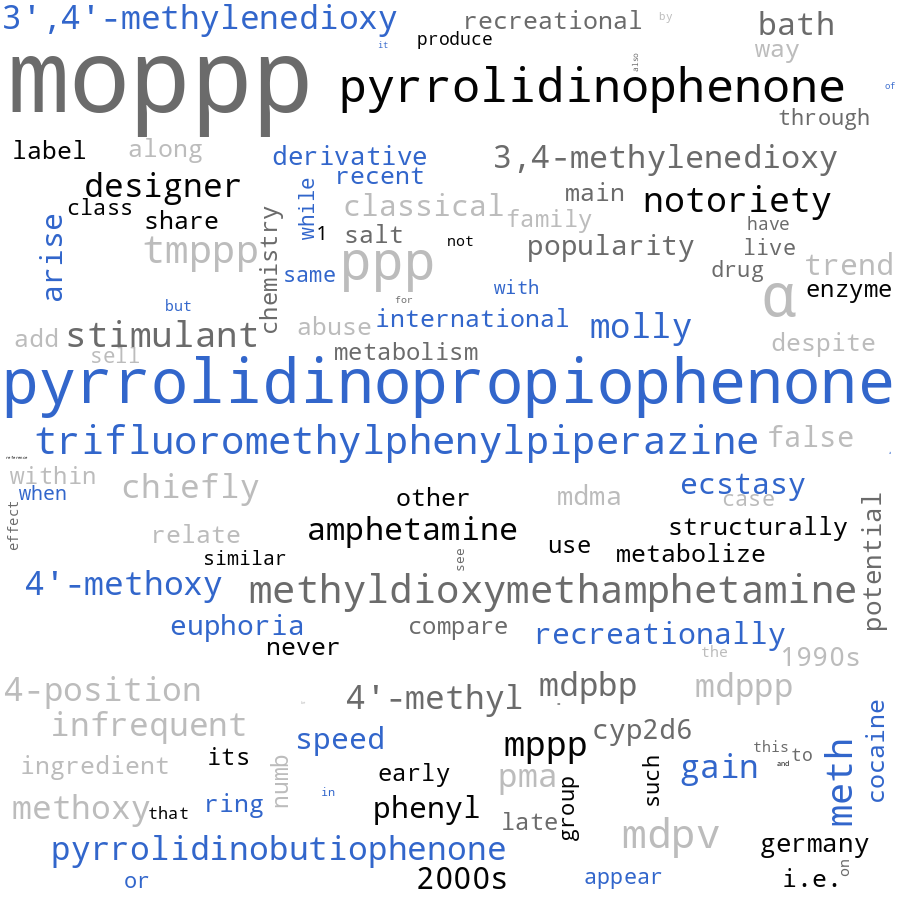 3',4'-methylenedioxy recreational by bath
it produce way
moppp also
pyrrolidinophenone of
through
label along derivative 3,4-methylenedioxy
recent
designer main notoriety
class share while classical family have
arise tmppp chemistry 1 salt not popularity live
same ppp drug trend
with α enzyme
but for
add stimulant abuse international molly despite
sell metabolism
pyrrolidinopropiophenone
trifluoromethylphenylpiperazine false
reference
within
when chiefly other mdma ecstasy case
effect relate amphetamine structurally potential
similar see use metabolize
4'-methoxy methyldioxymethamphetamine
euphoria compare recreationally
never the 1990s
4-position 4'-methyl mdpbp mdppp
infrequent cyp2d6 cocaine
speed mppp this to
ingredient its numb early pma such gain and meth
in
methoxy that ring phenyl group
late mdpv germany
pyrrolidinobutiophenone
or 2000s appear i.e. on